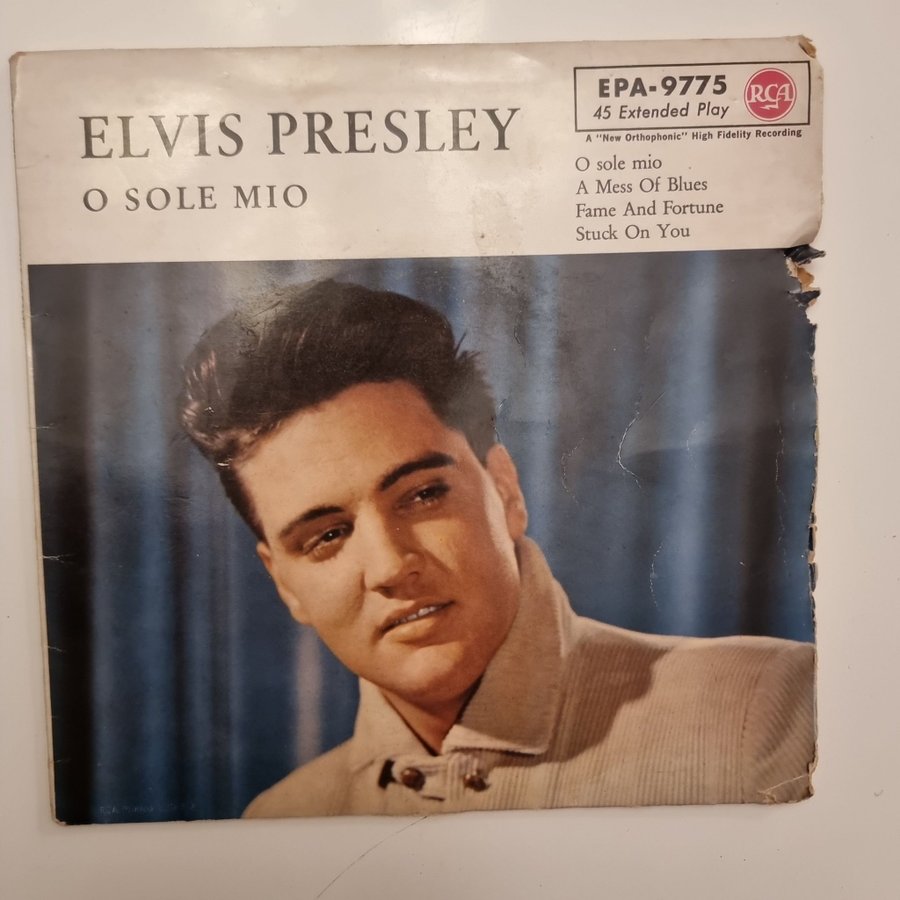 ELVIS PRESLEY
O SOLE MIO
EPA-9775
45 Extended Play
RCA
A "New Orthophonic" High Fidelity Recording
O sole mio
A Mess Of Blues
Fame And Fortune
Stuck On You